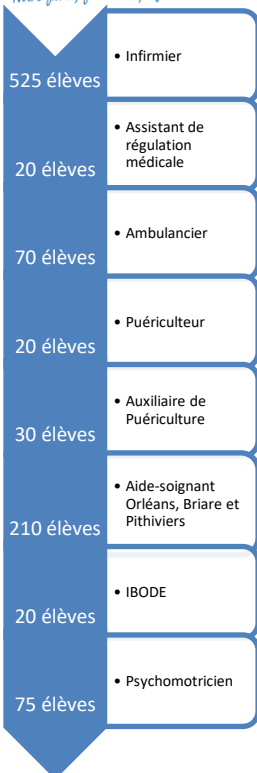 • Infirmier
525 élèves
• Assistant de
régulation
médicale
20 élèves
• Ambulancier
70 élèves
• Puériculteur
20 élèves
• Auxiliaire de
Puériculture
30 élèves
• Aide-soignant
Orléans, Briare et
Pithiviers
210 élèves
• IBODE
20 élèves
• Psychomotricien
75 élèves